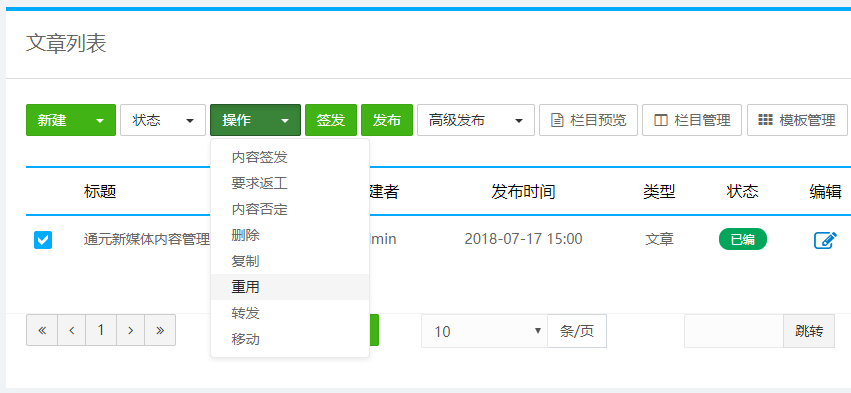 文章列表
新建 状态 操作 签发 发布 高级发布 栏目预览 栏目管理 模板管理
内容签发
要求返工
内容否定
删除
复制
重用
转发
移动
标题 建者 发布时间 类型 状态 编辑
通元新媒体内容管理 dmin 2018-07-17 15:00 文章 已编
« ‹ 1 › » 10 条/页 跳转